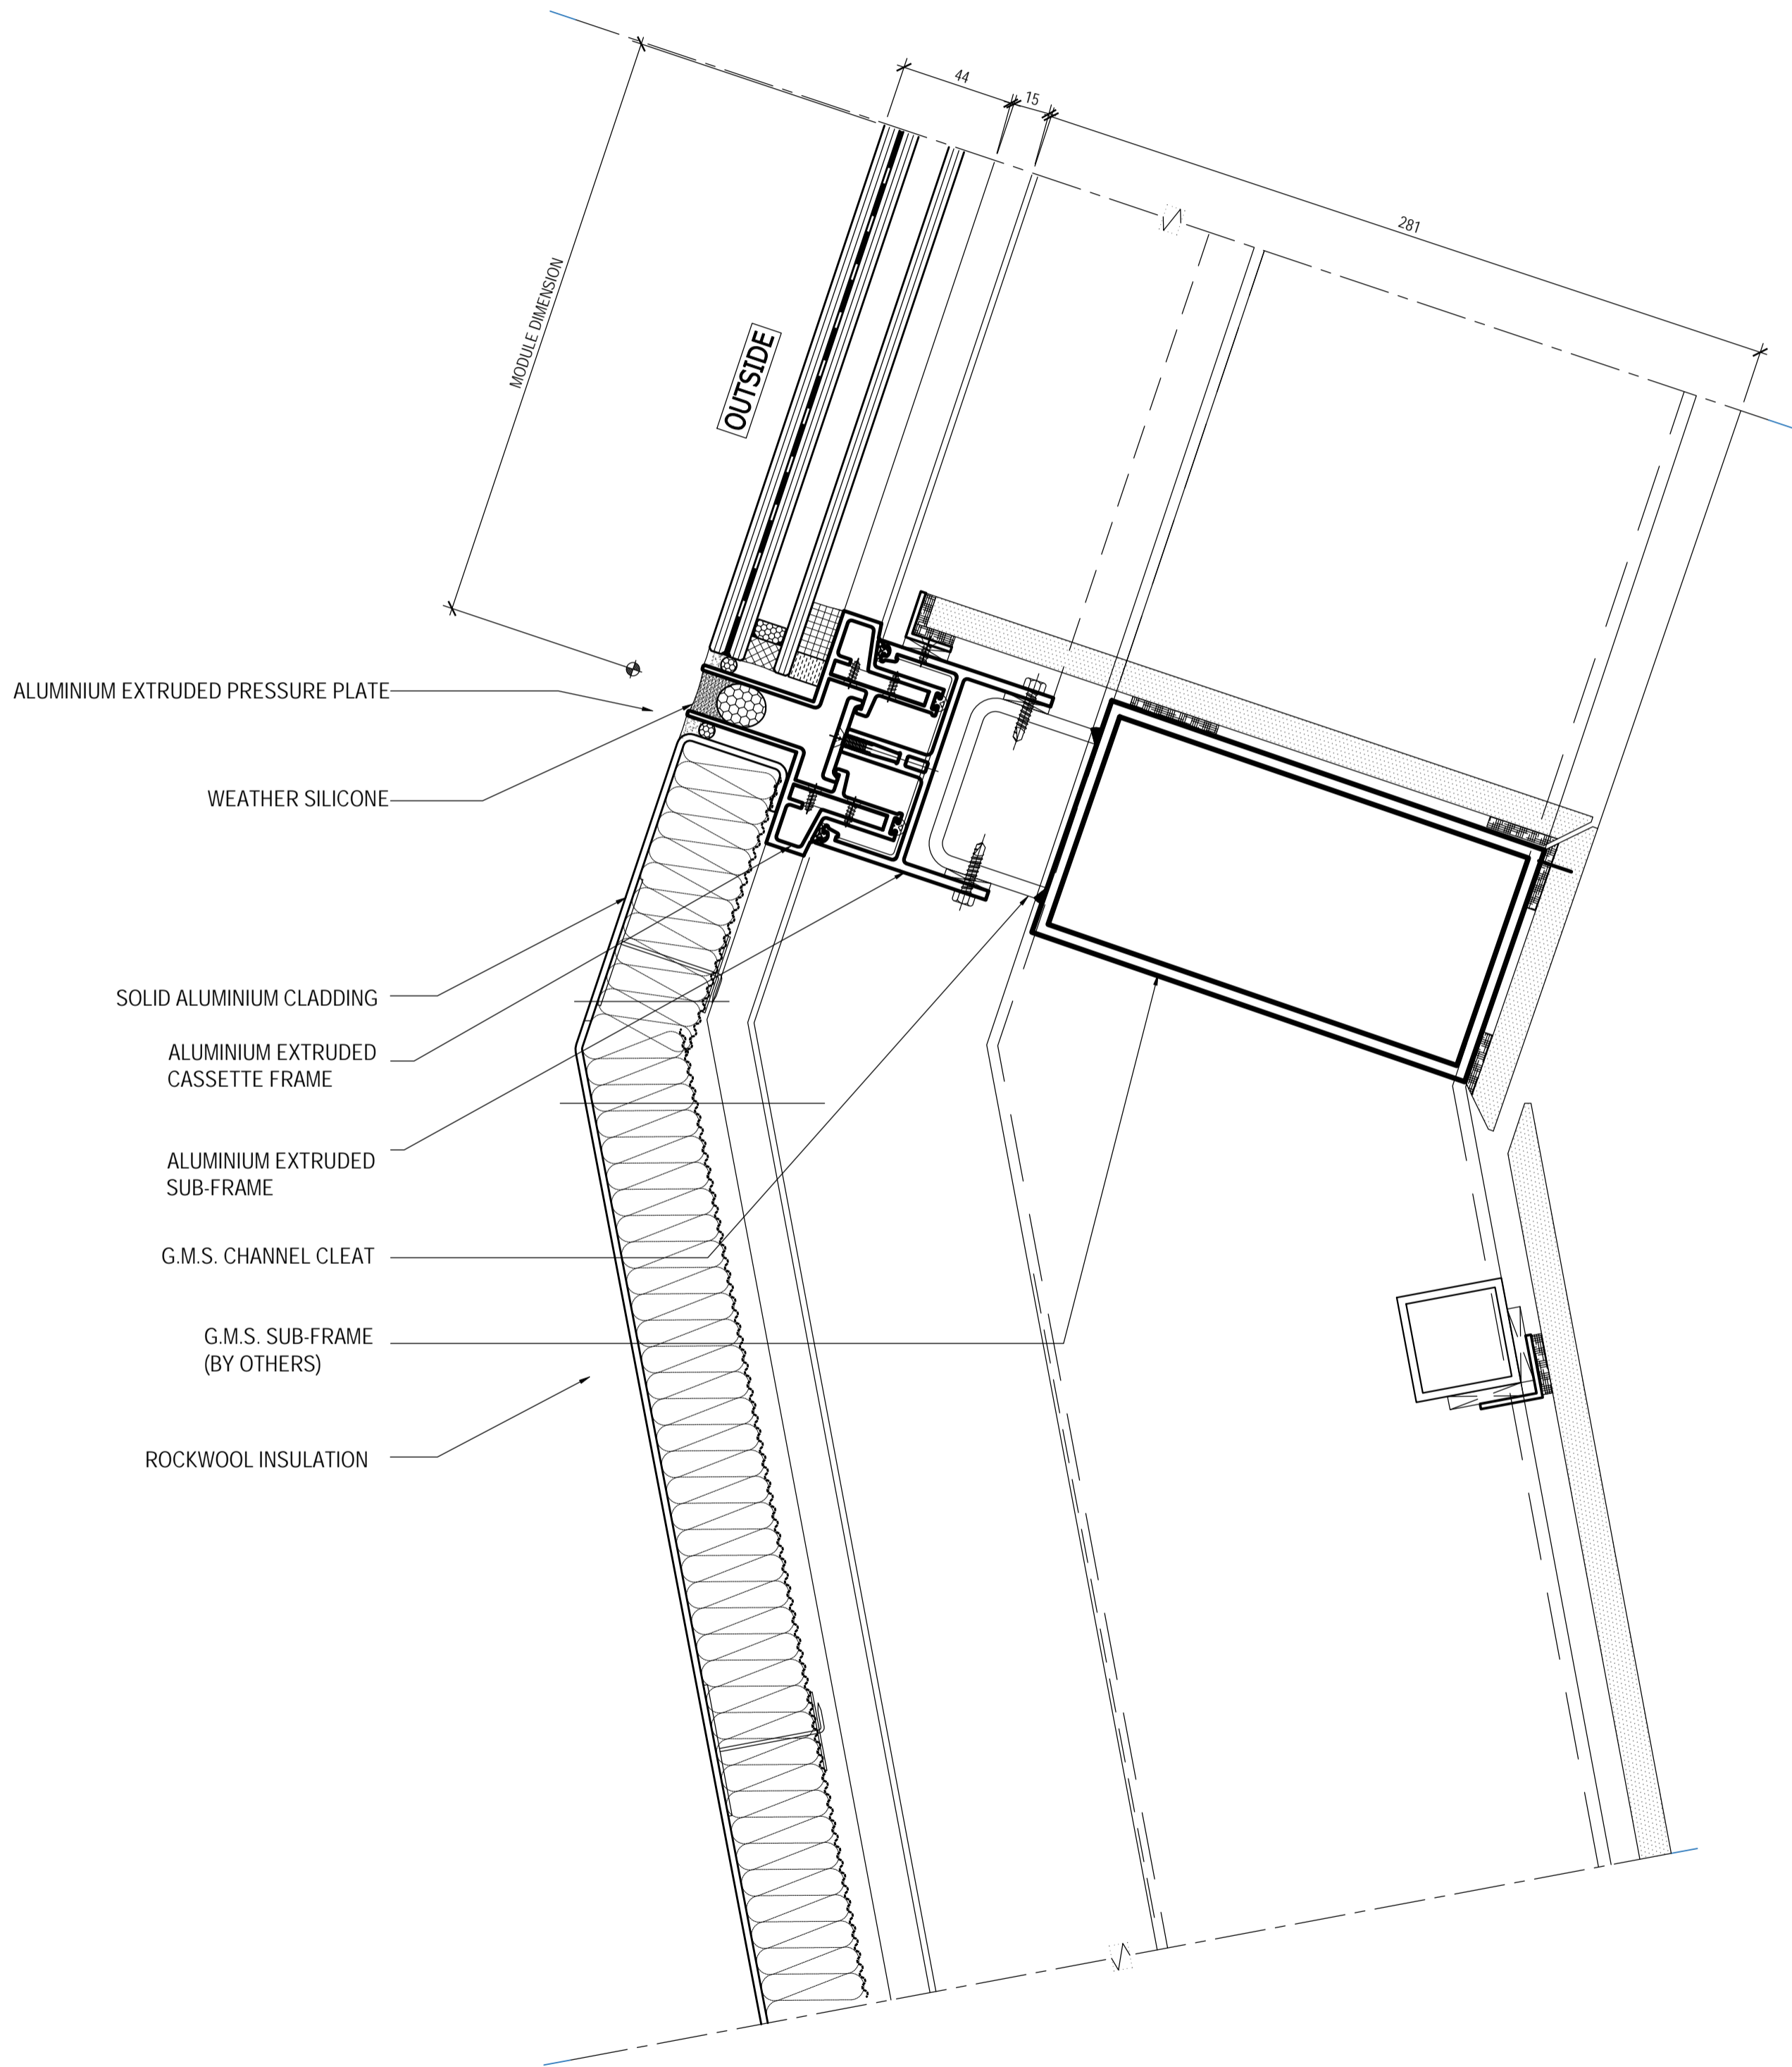 44
15
281
MODULE DIMENSION
OUTSIDE
ALUMINIUM EXTRUDED PRESSURE PLATE
WEATHER SILICONE
SOLID ALUMINIUM CLADDING
ALUMINIUM EXTRUDED
CASSETTE FRAME
ALUMINIUM EXTRUDED
SUB-FRAME
G.M.S. CHANNEL CLEAT
G.M.S. SUB-FRAME
(BY OTHERS)
ROCKWOOL INSULATION